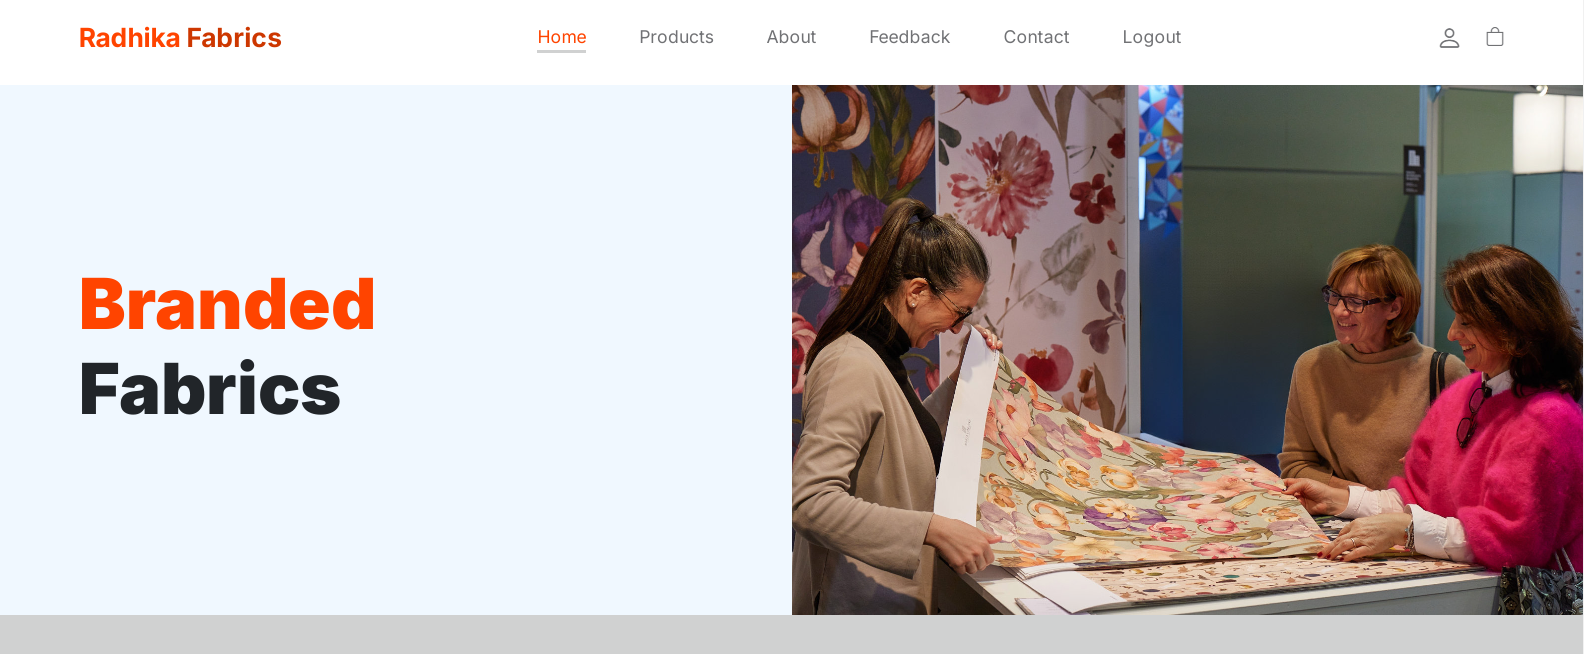 Radhika Fabrics
Home Products About Feedback Contact Logout
Branded
Fabrics